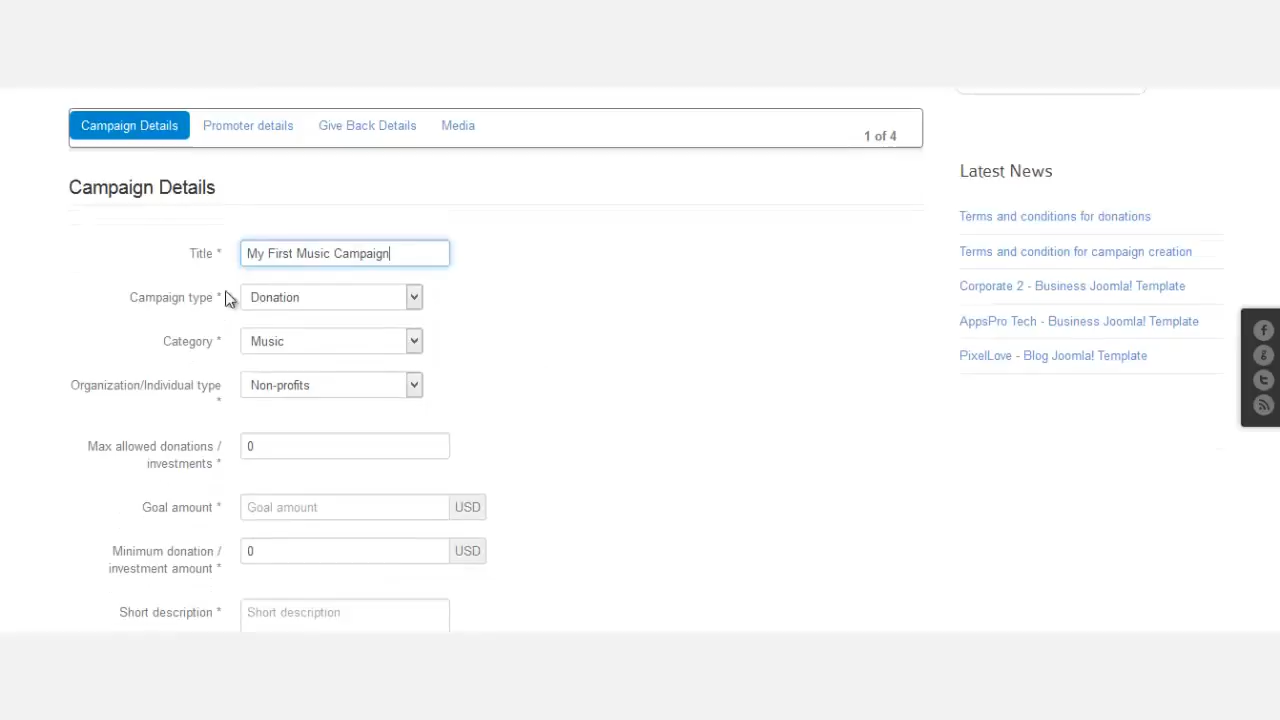 Campaign Details
Promoter details
Give Back Details
Media
1 of 4
Campaign Details
Title *
My First Music Campaign
Campaign type *
Donation
Category *
Music
Organization/Individual type
*
Non-profits
Max allowed donations /
investments *
0
Goal amount *
Goal amount
USD
Minimum donation /
investment amount *
0
USD
Short description *
Short description
Latest News
Terms and conditions for donations
Terms and condition for campaign creation
Corporate 2 - Business Joomla! Template
AppsPro Tech - Business Joomla! Template
PixelLove - Blog Joomla! Template